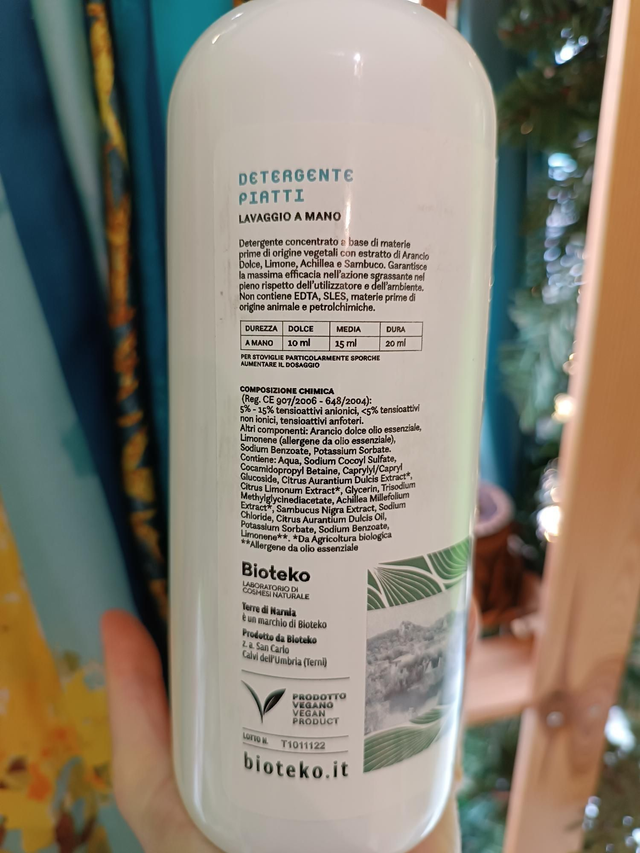 DETERGENTE
PIATTI
LAVAGGIO A MANO
Detergente concentrato a base di materie
prime di origine vegetali con estratto di Arancio
Dolce, Limone, Achillea e Sambuco. Garantisce
la massima efficacia nell'azione sgrassante nel
pieno rispetto dell'utilizzatore e dell'ambiente.
Non contiene EDTA, SLES, materie prime di
origine animale e petrolchimiche.
DUREZZA DOLCE MEDIA DURA
A MANO 10 ml 15 ml 20 ml
PER STOVIGLIE PARTICOLARMENTE SPORCHE
AUMENTARE IL DOSAGGIO
COMPOSIZIONE CHIMICA
(Reg. CE 907/2006 - 648/2004):
5% - 15% tensioattivi anionici, <5% tensioattivi
non ionici, tensioattivi anfoteri.
Altri componenti: Arancio dolce olio essenziale,
Limonene (allergene da olio essenziale),
Sodium Benzoate, Potassium Sorbate.
Contiene: Aqua, Sodium Cocoyl Sulfate,
Cocamidopropyl Betaine, Caprylyl/Capryl
Glucoside, Citrus Aurantium Dulcis Extract*,
Citrus Limonum Extract*, Glycerin, Trisodium
Methylglycinediacetate, Achillea Millefolium
Extract*, Sambucus Nigra Extract, Sodium
Chloride, Citrus Aurantium Dulcis Oil,
Potassium Sorbate, Sodium Benzoate,
Limonene**. *Da Agricoltura biologica
**Allergene da olio essenziale
Bioteko
LABORATORIO DI
COSMESI NATURALE
Terre di Narnia
è un marchio di Bioteko
Prodotto da Bioteko
z. a. San Carlo
Calvi dell'Umbria (Terni)
PRODOTTO
VEGANO
VEGAN
PRODUCT
LOTTO N. T1011122
bioteko.it